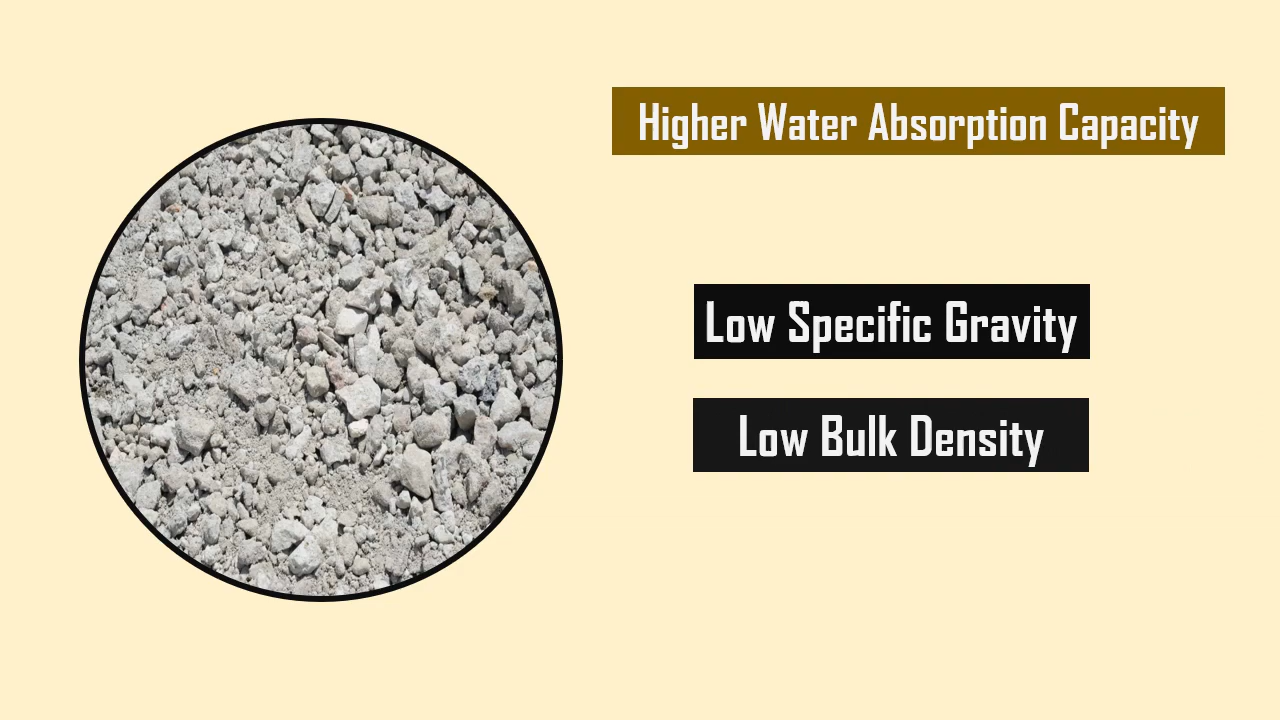 Higher Water Absorption Capacity
Low Specific Gravity
Low Bulk Density